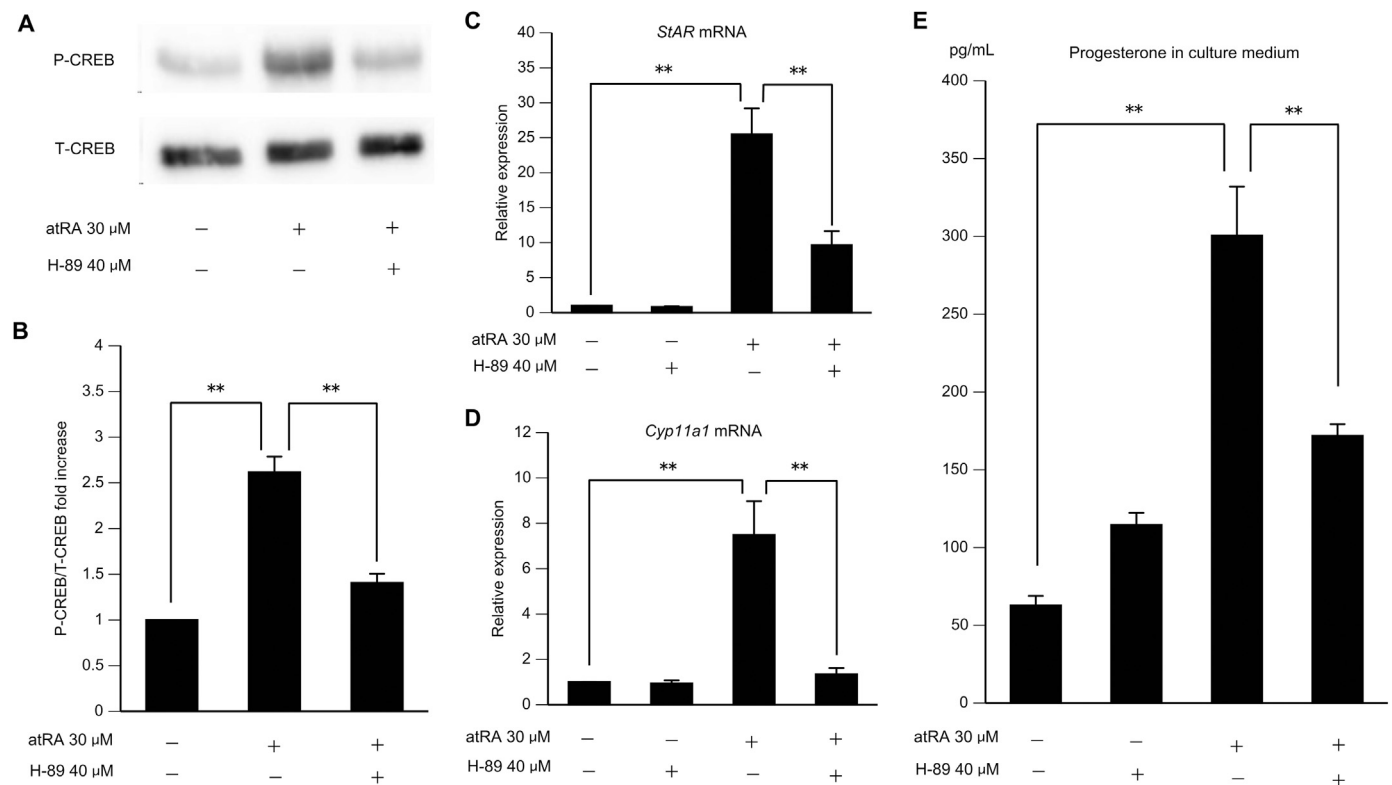 A
P-CREB
T-CREB
atRA 30 µM − + +
H-89 40 µM − − +
B
P-CREB/T-CREB fold increase
4
3.5
3
2.5
2
1.5
1
0.5
0
** **
atRA 30 µM − + +
H-89 40 µM − − +
C
StAR mRNA
Relative expression
40
35
30
25
20
15
10
5
0
** **
atRA 30 µM − − + +
H-89 40 µM − + − +
D
Cyp11a1 mRNA
Relative expression
12
10
8
6
4
2
0
** **
atRA 30 µM − − + +
H-89 40 µM − + − +
E
pg/mL
Progesterone in culture medium
400
350
300
250
200
150
100
50
0
** **
atRA 30 µM − − + +
H-89 40 µM − + − +